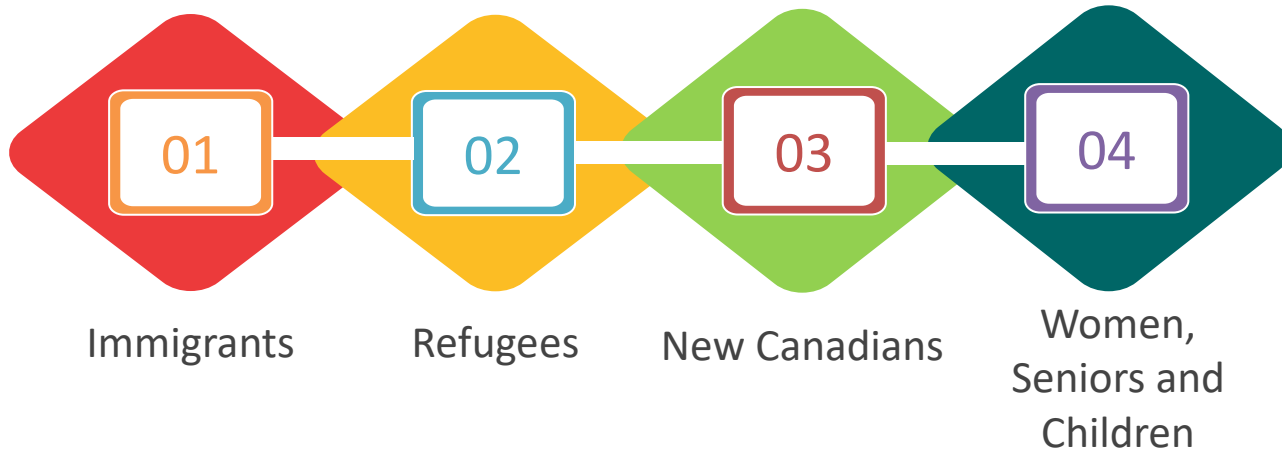 01
02
03
04
Immigrants
Refugees
New Canadians
Women,
Seniors and
Children